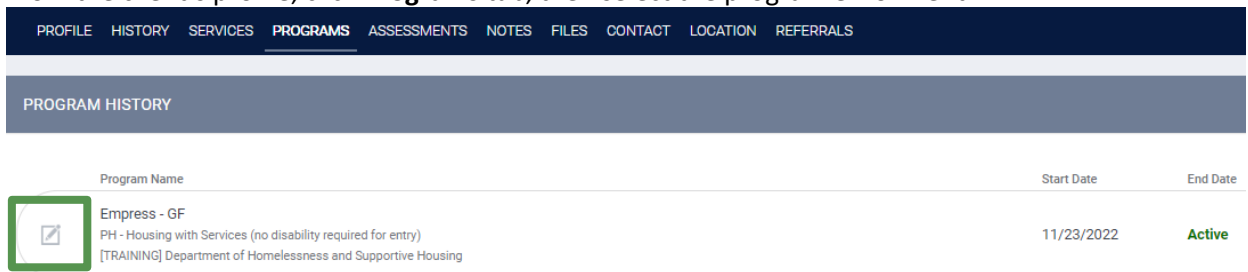 PROFILE HISTORY SERVICES PROGRAMS ASSESSMENTS NOTES FILES CONTACT LOCATION REFERRALS
PROGRAM HISTORY
Program Name Start Date End Date
Empress - GF
PH - Housing with Services (no disability required for entry) 11/23/2022 Active
[TRAINING] Department of Homelessness and Supportive Housing